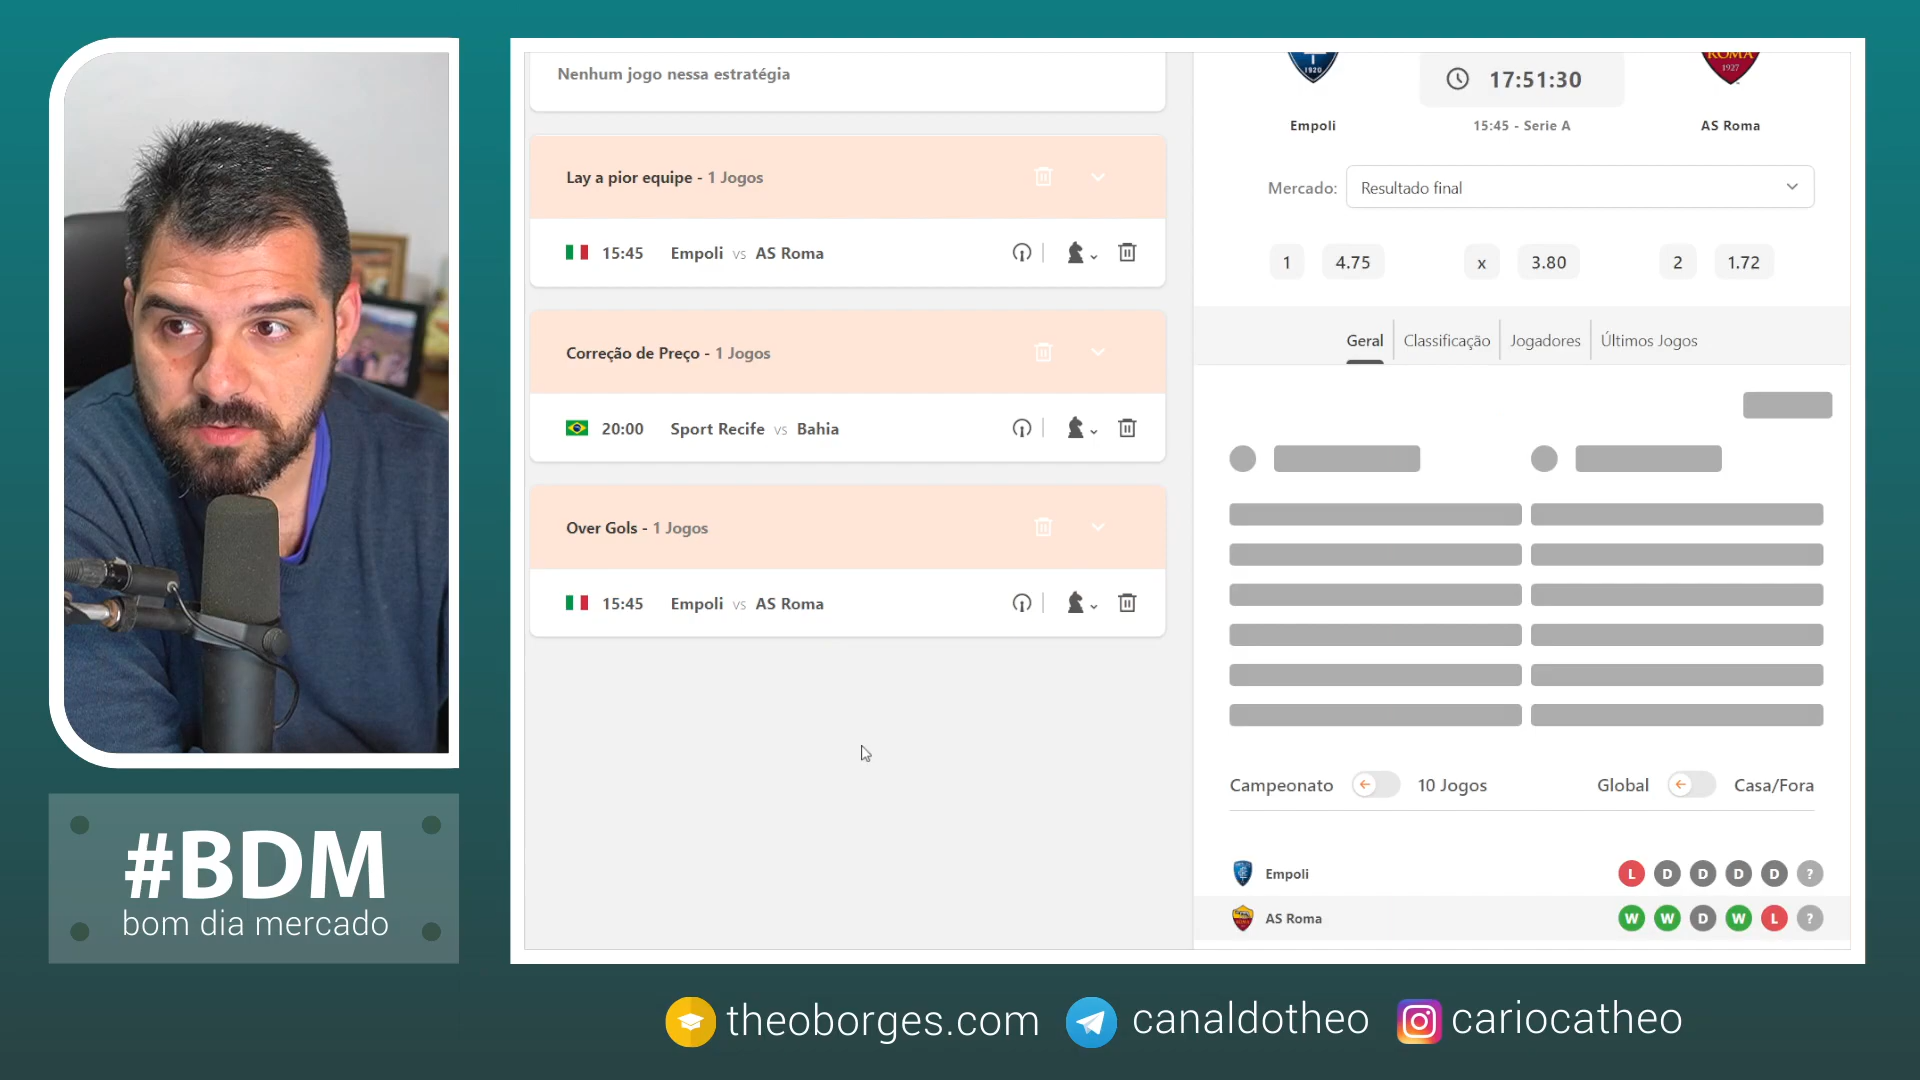 Nenhum jogo nessa estratégia
Lay a pior equipe - 1 Jogos
15:45 Empoli vs AS Roma
Correção de Preço - 1 Jogos
20:00 Sport Recife vs Bahia
Over Gols - 1 Jogos
15:45 Empoli vs AS Roma
1920
17:51:30
ROMA
1927
Empoli
15:45 - Serie A
AS Roma
Mercado: Resultado final
1 4.75 x 3.80 2 1.72
Geral Classificação Jogadores Últimos Jogos
Campeonato 10 Jogos Global Casa/Fora
Empoli L D D D D ?
AS Roma W W D W L ?
#BDM
bom dia mercado
theoborges.com canaldotheo cariocatheo